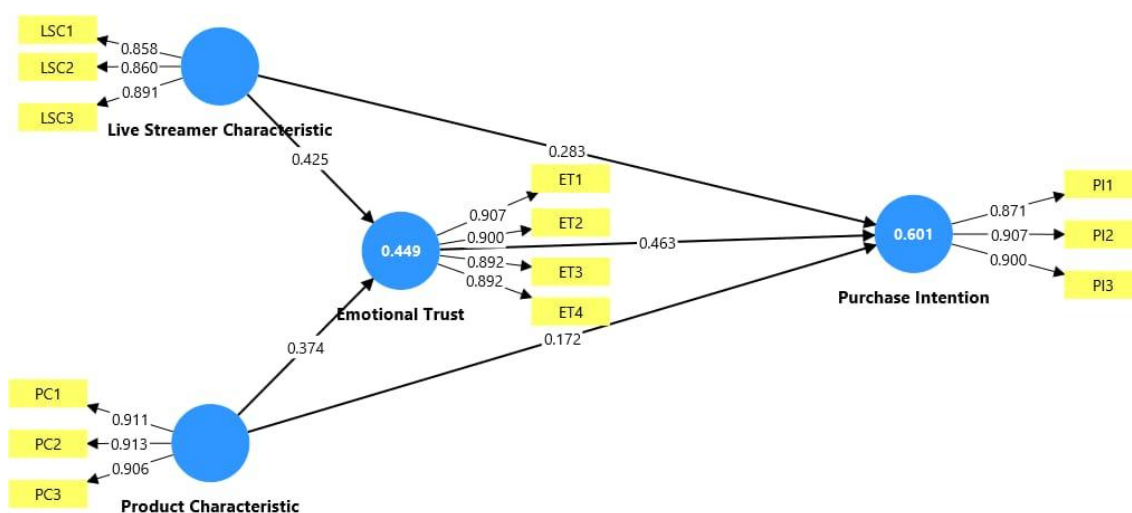 LSC1
0.858
LSC2
0.860
0.891
LSC3
Live Streamer Characteristic
0.425
0.283
ET1
0.907
ET2
0.900
0.463
0.449
0.892
ET3
0.892
ET4
Emotional Trust
0.374
0.172
PI1
0.871
0.601
0.907
PI2
0.900
PI3
Purchase Intention
PC1
0.911
PC2
0.913
0.906
PC3
Product Characteristic